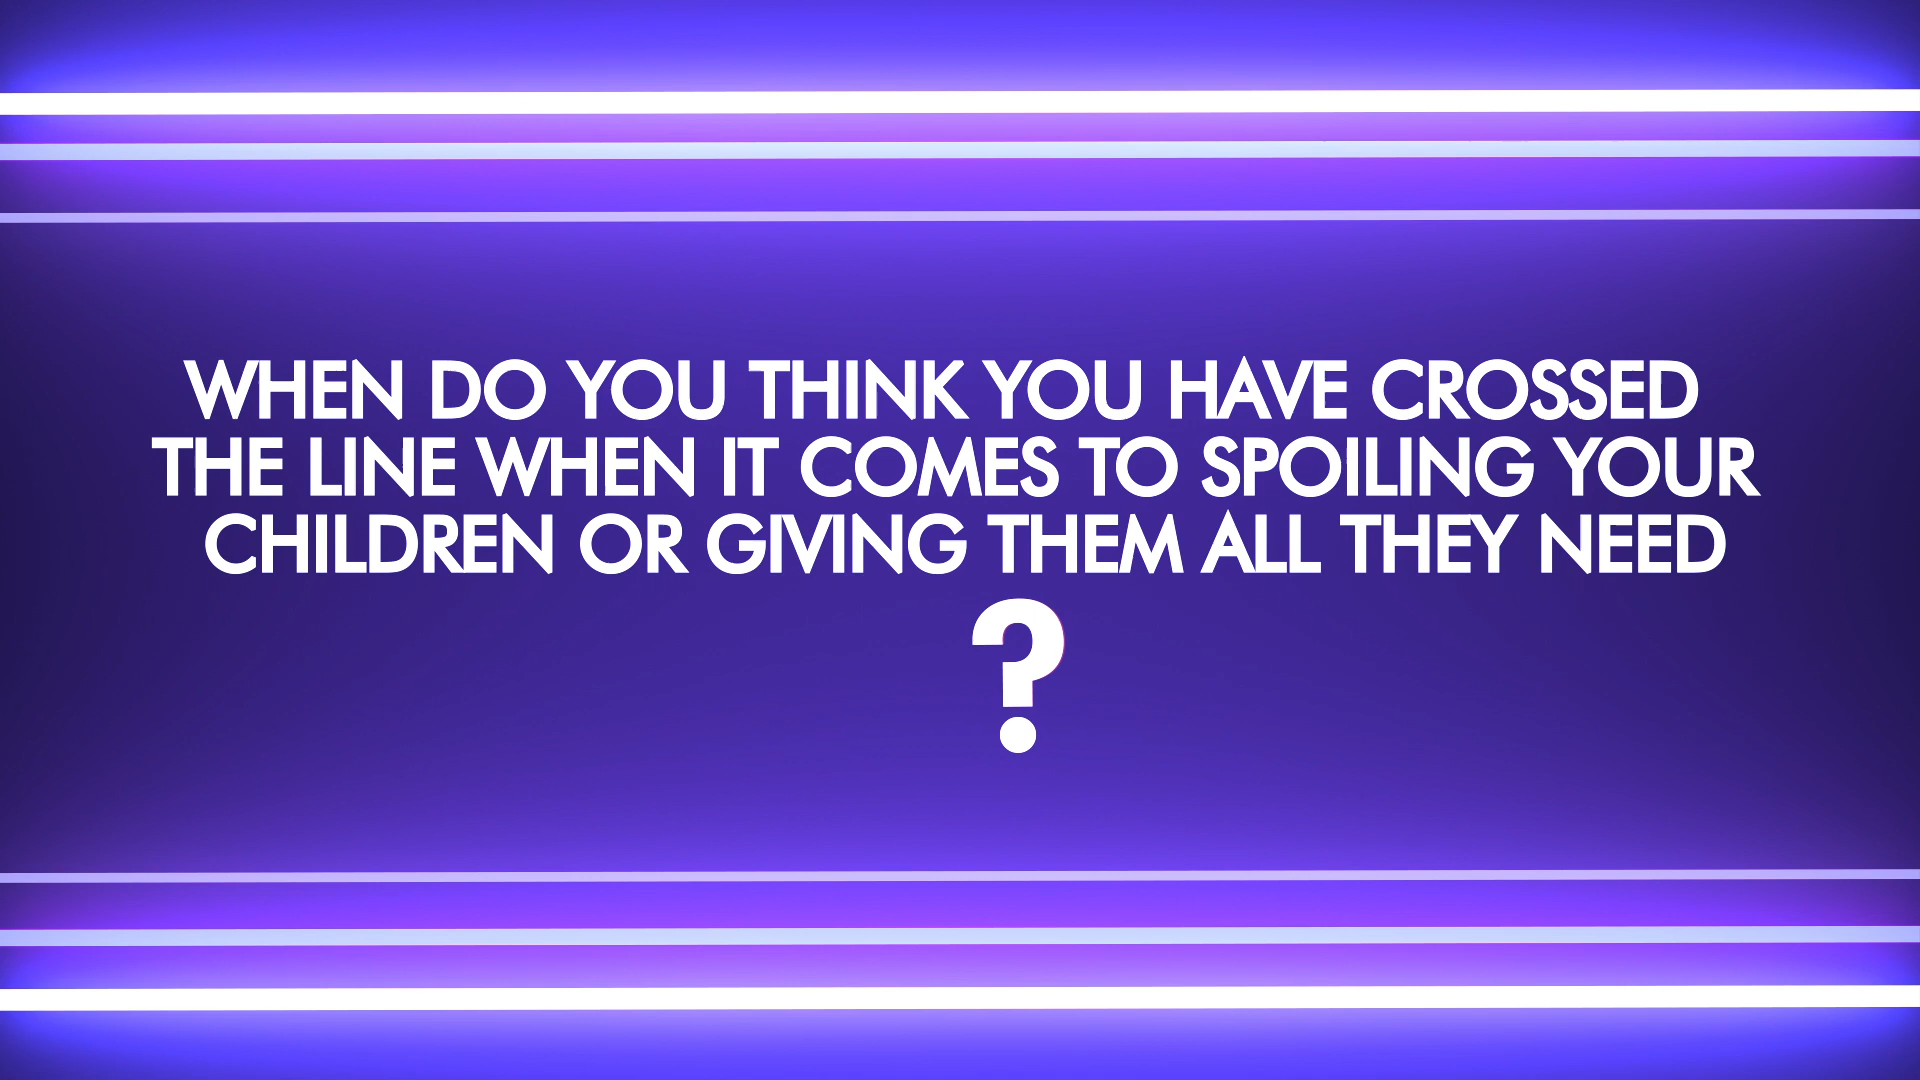 WHEN DO YOU THINK YOU HAVE CROSSED
THE LINE WHEN IT COMES TO SPOILING YOUR
CHILDREN OR GIVING THEM ALL THEY NEED
?